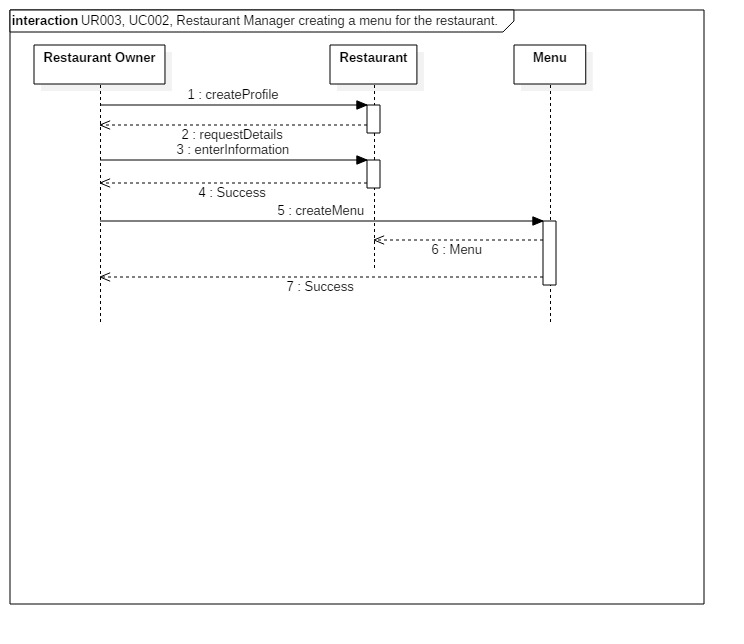 interaction UR003, UC002, Restaurant Manager creating a menu for the restaurant.
Restaurant Owner
Restaurant
Menu
1 : createProfile
2 : requestDetails
3 : enterInformation
4 : Success
5 : createMenu
6 : Menu
7 : Success